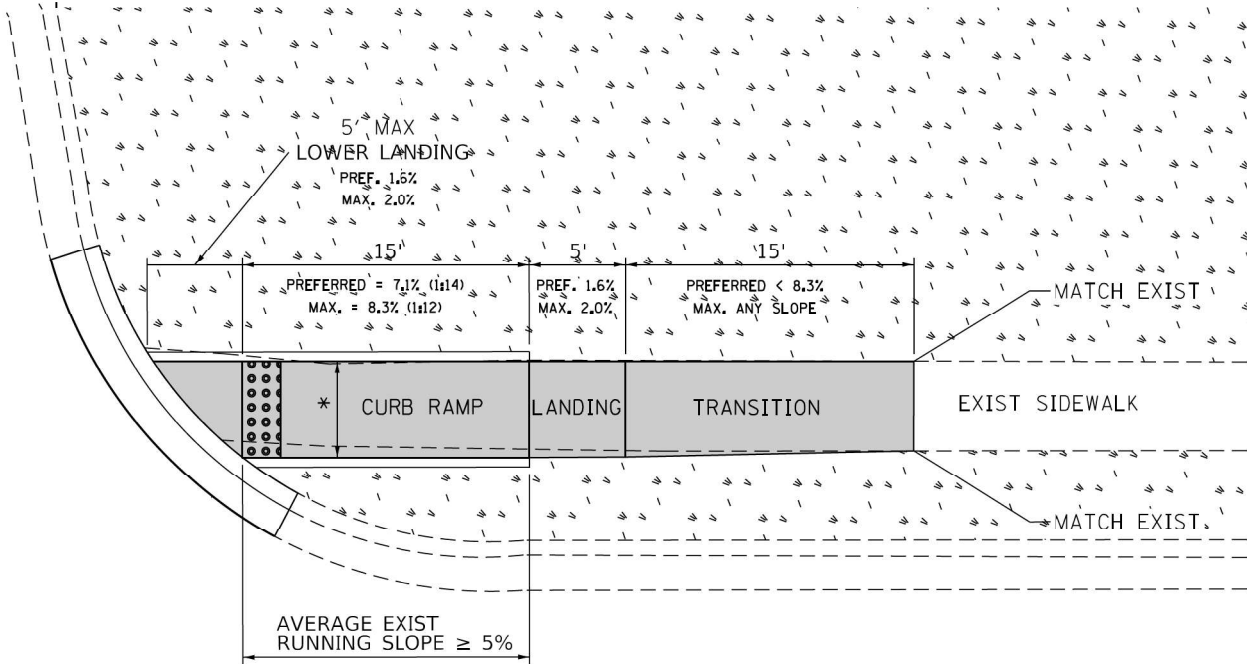 5' MAX
LOWER LANDING
PREF. 1.6%
MAX. 2.0%
15'
5'
15'
PREFERRED = 7.1% (1:14)
MAX. = 8.3% (1:12)
PREF. 1.6%
MAX. 2.0%
PREFERRED < 8.3%
MAX. ANY SLOPE
MATCH EXIST
*
CURB RAMP
LANDING
TRANSITION
EXIST SIDEWALK
MATCH EXIST
AVERAGE EXIST
RUNNING SLOPE ≥ 5%